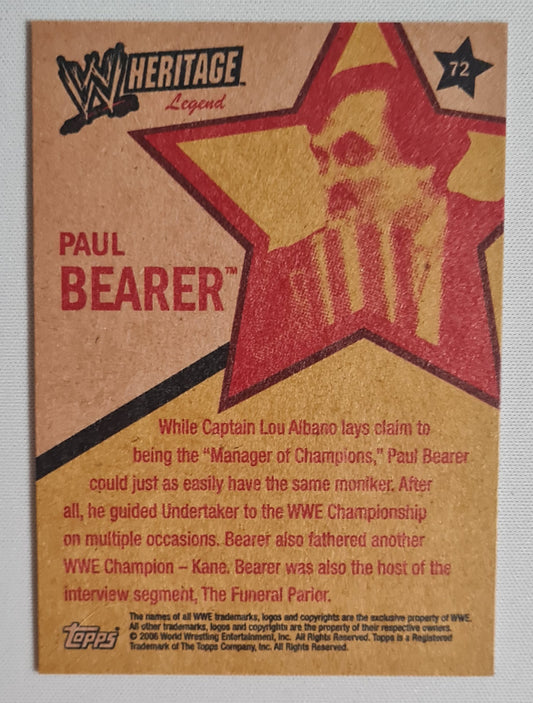 W HERITAGE
Legend
72
PAUL
BEARER™
While Captain Lou Albano lays claim to
being the "Manager of Champions," Paul Bearer
could just as easily have the same moniker. After
all, he guided Undertaker to the WWE Championship
on multiple occasions. Bearer also fathered another
WWE Champion – Kane. Bearer was also the host of the
interview segment, The Funeral Parlor.
The names of all WWE trademarks, logos and copyrights are the exclusive property of WWE.
All other trademarks, logos and copyrights are the property of their respective owners.
© 2006 World Wrestling Entertainment, Inc. All Rights Reserved. Topps is a Registered
Trademark of The Topps Company, Inc. All Rights Reserved.
Topps